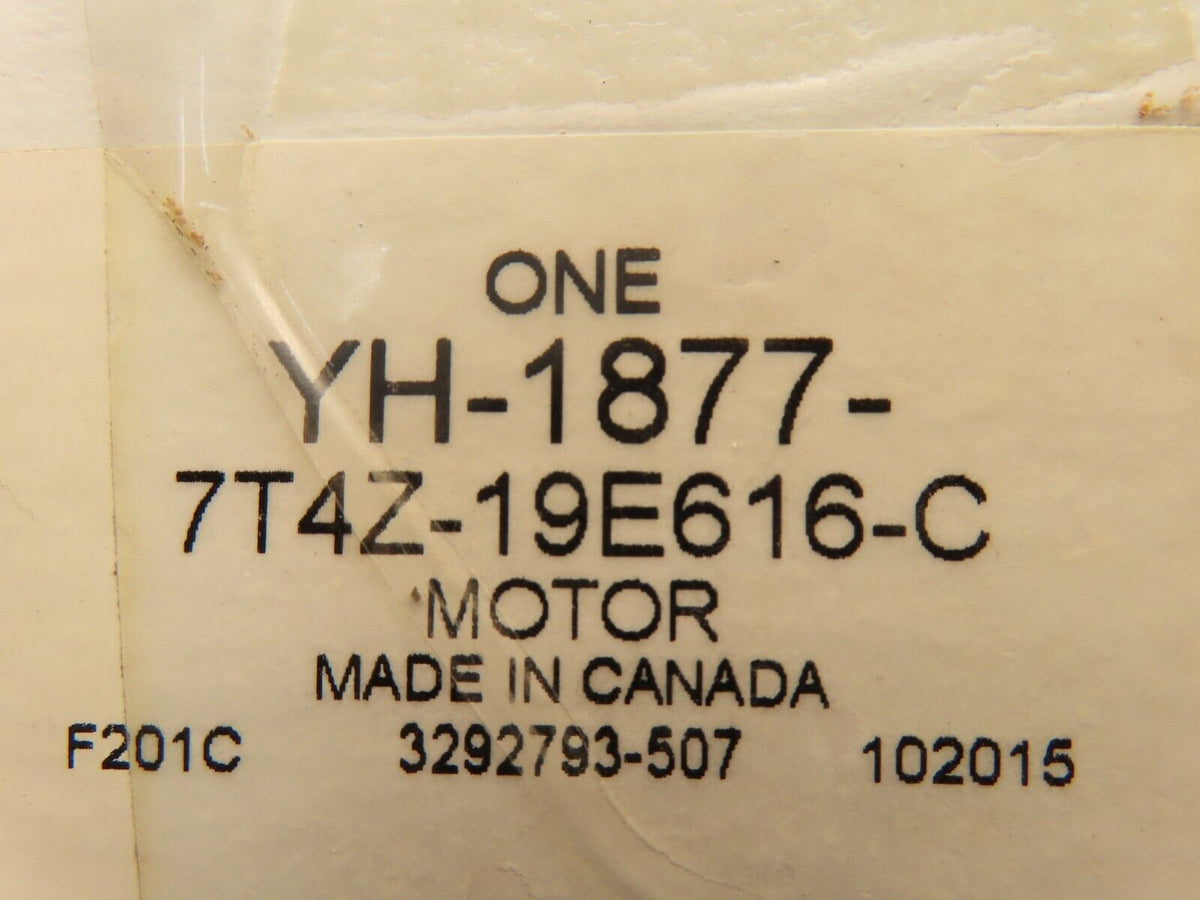 ONE
YH-1877-
7T4Z-19E616-C
MOTOR
MADE IN CANADA
F201C 3292793-507 102015